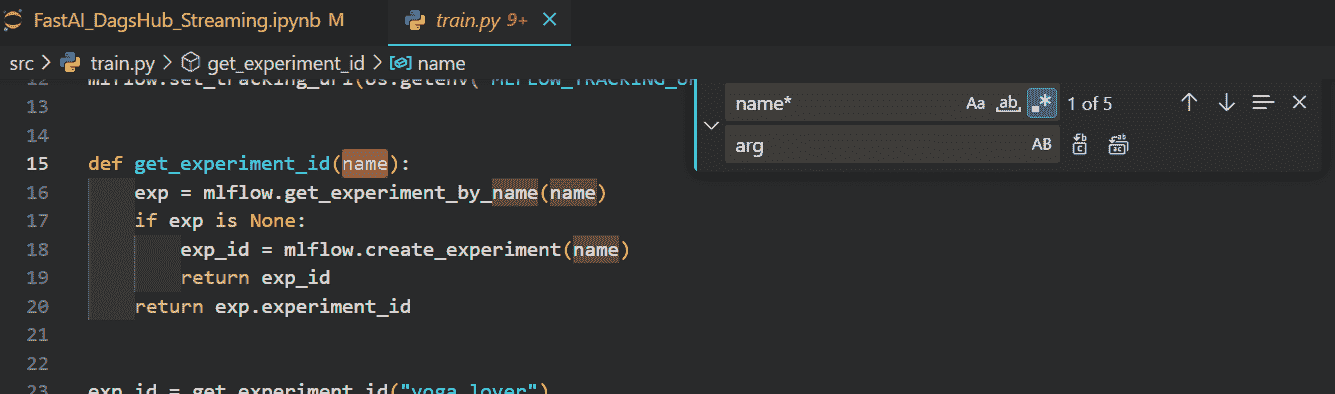 FastAI_DagsHub_Streaming.ipynb M train.py 9+
src > train.py > get_experiment_id > name
12 mlflow.set_tracking_uri(os.getenv(
13
14
15 def get_experiment_id(name):
16 exp = mlflow.get_experiment_by_name(name)
17 if exp is None:
18 exp_id = mlflow.create_experiment(name)
19 return exp_id
20 return exp.experiment_id
21
22
23 exp_id = get_experiment_id("yoga_lover")
name* Aa ab .* 1 of 5
arg AB